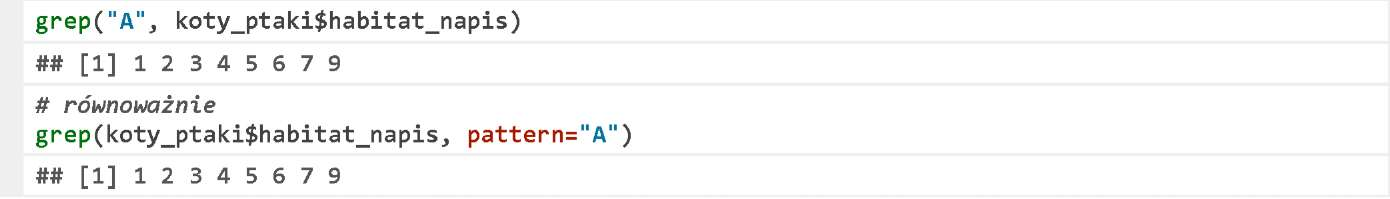 grep("A", koty_ptaki$habitat_napis)
## [1] 1 2 3 4 5 6 7 9
# równoważnie
grep(koty_ptaki$habitat_napis, pattern="A")
## [1] 1 2 3 4 5 6 7 9